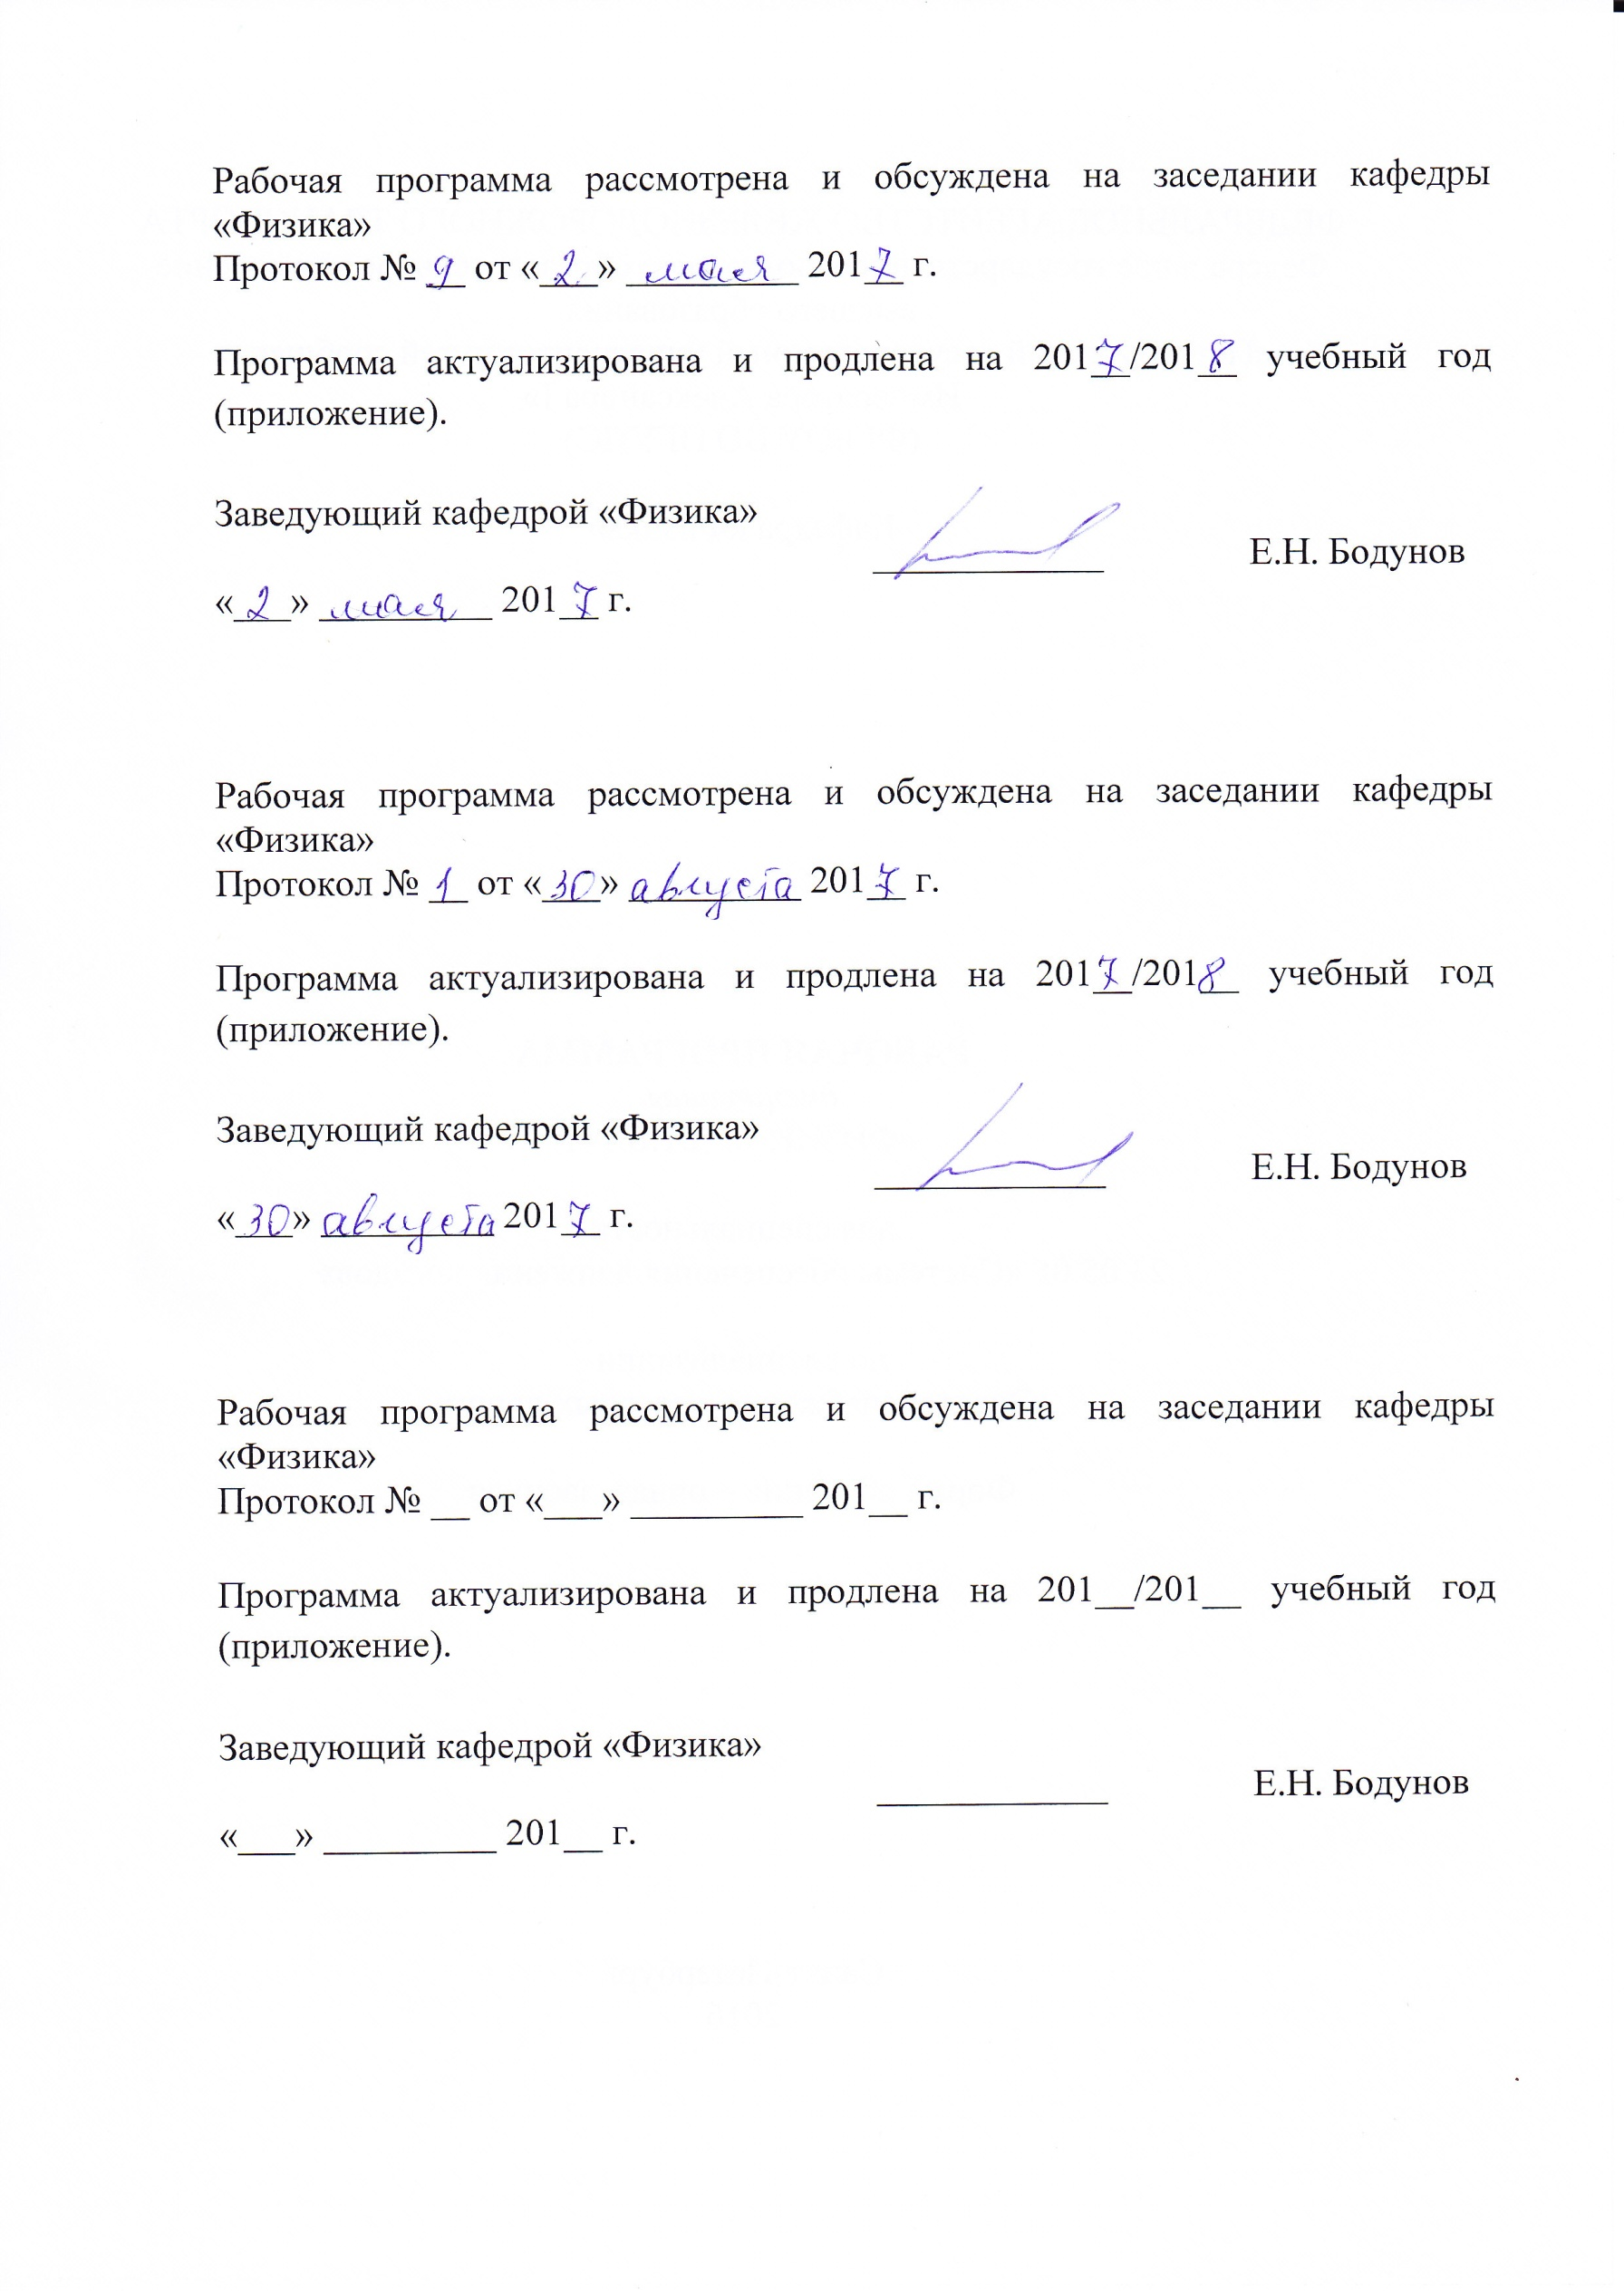 Рабочая программа рассмотрена и обсуждена на заседании кафедры
«Физика»
Протокол № 9 от «2» мая 2017 г.
Программа актуализирована и продлена на 2017/2018 учебный год
(приложение).
Заведующий кафедрой «Физика»
Е.Н. Бодунов
«2» мая 2017 г.
Рабочая программа рассмотрена и обсуждена на заседании кафедры
«Физика»
Протокол № 1 от «30» августа 2017 г.
Программа актуализирована и продлена на 2017/2018 учебный год
(приложение).
Заведующий кафедрой «Физика»
Е.Н. Бодунов
«30» августа 2017 г.
Рабочая программа рассмотрена и обсуждена на заседании кафедры
«Физика»
Протокол № __ от «___» _________ 201__ г.
Программа актуализирована и продлена на 201__/201__ учебный год
(приложение).
Заведующий кафедрой «Физика»
____________ Е.Н. Бодунов
«___» _________ 201__ г.